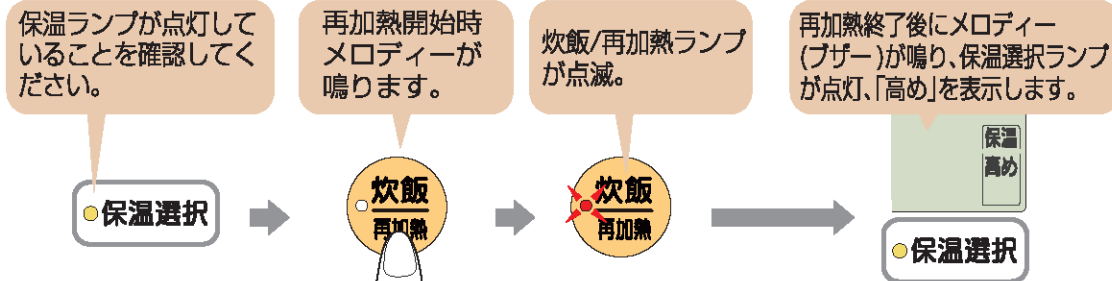 保温ランプが点灯して
いることを確認してく
ださい。
再加熱開始時
メロディーが
鳴ります。
炊飯/再加熱ランプ
が点滅。
再加熱終了後にメロディー
(ブザー)が鳴り、保温選択ランプ
が点灯、「高め」を表示します。
保温選択
炊飯
再加熱
炊飯
再加熱
保温
高め
保温選択